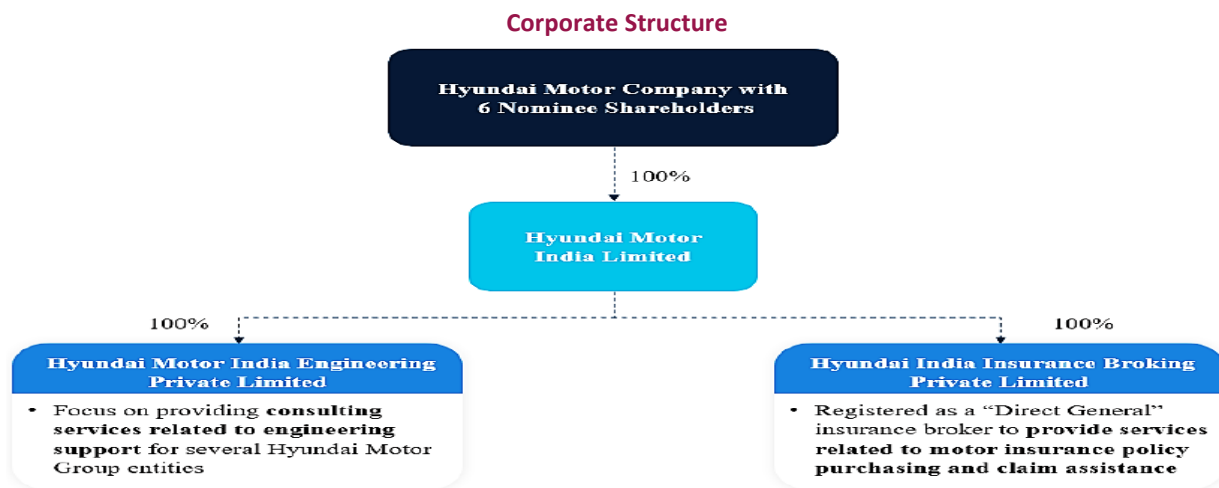 Corporate Structure
Hyundai Motor Company with
6 Nominee Shareholders
100%
Hyundai Motor
India Limited
100%
100%
Hyundai Motor India Engineering
Private Limited
• Focus on providing consulting
services related to engineering
support for several Hyundai Motor
Group entities
Hyundai India Insurance Broking
Private Limited
• Registered as a “Direct General”
insurance broker to provide services
related to motor insurance policy
purchasing and claim assistance